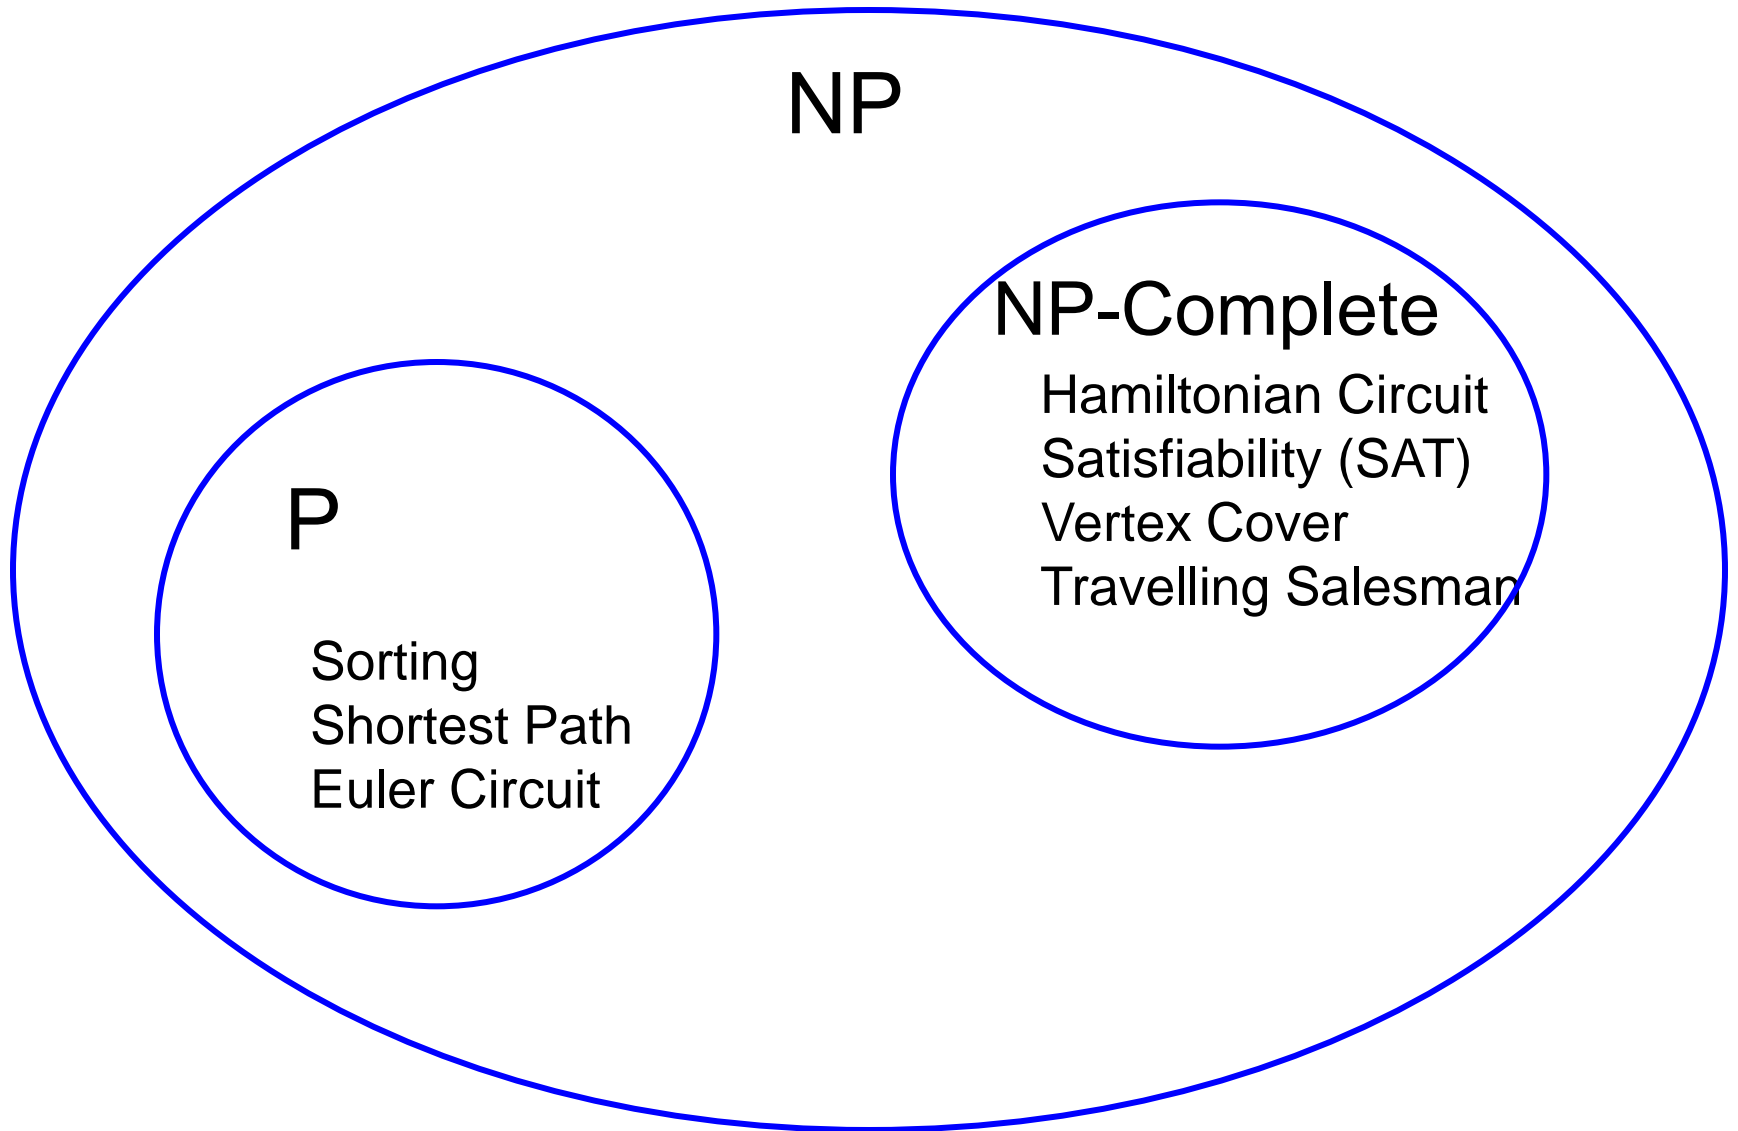 NP
NP-Complete
Hamiltonian Circuit
Satisfiability (SAT)
Vertex Cover
Travelling Salesman
P
Sorting
Shortest Path
Euler Circuit